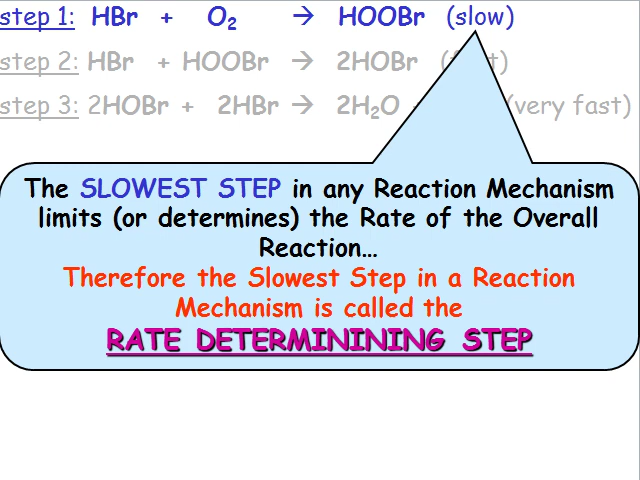 step 1: HBr + O₂ → HOOBr (slow)
step 2: HBr + HOOBr → 2HOBr
step 3: 2HOBr + 2HBr → 2H₂O (very fast)
The SLOWEST STEP in any Reaction Mechanism
limits (or determines) the Rate of the Overall
Reaction…
Therefore the Slowest Step in a Reaction
Mechanism is called the
RATE DETERMINING STEP